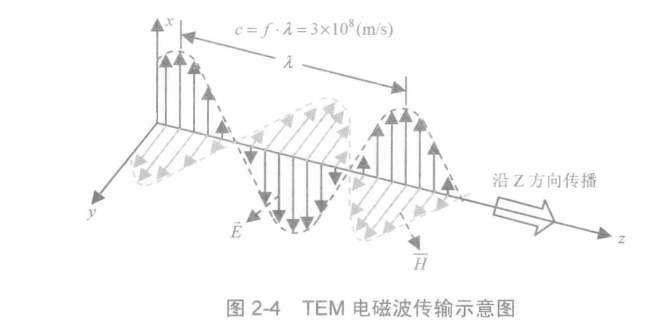 x
c = f · λ = 3×10⁸(m/s)
λ
沿 Z 方向传播
y
E⃗
H̅
z
图 2-4 TEM 电磁波传输示意图